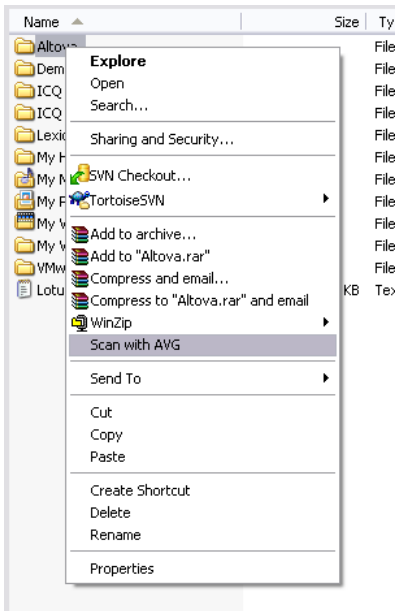 Name Size Ty
Altova File
Explore
Dem File
Open
ICQ File
Search...
ICQ File
Lexic File
Sharing and Security...
My H File
My M File
SVN Checkout...
My P File
TortoiseSVN
My V File
Add to archive...
My W File
Add to "Altova.rar"
VMw File
Compress and email...
Lotu KB Tex
Compress to "Altova.rar" and email
WinZip
Scan with AVG
Send To
Cut
Copy
Paste
Create Shortcut
Delete
Rename
Properties